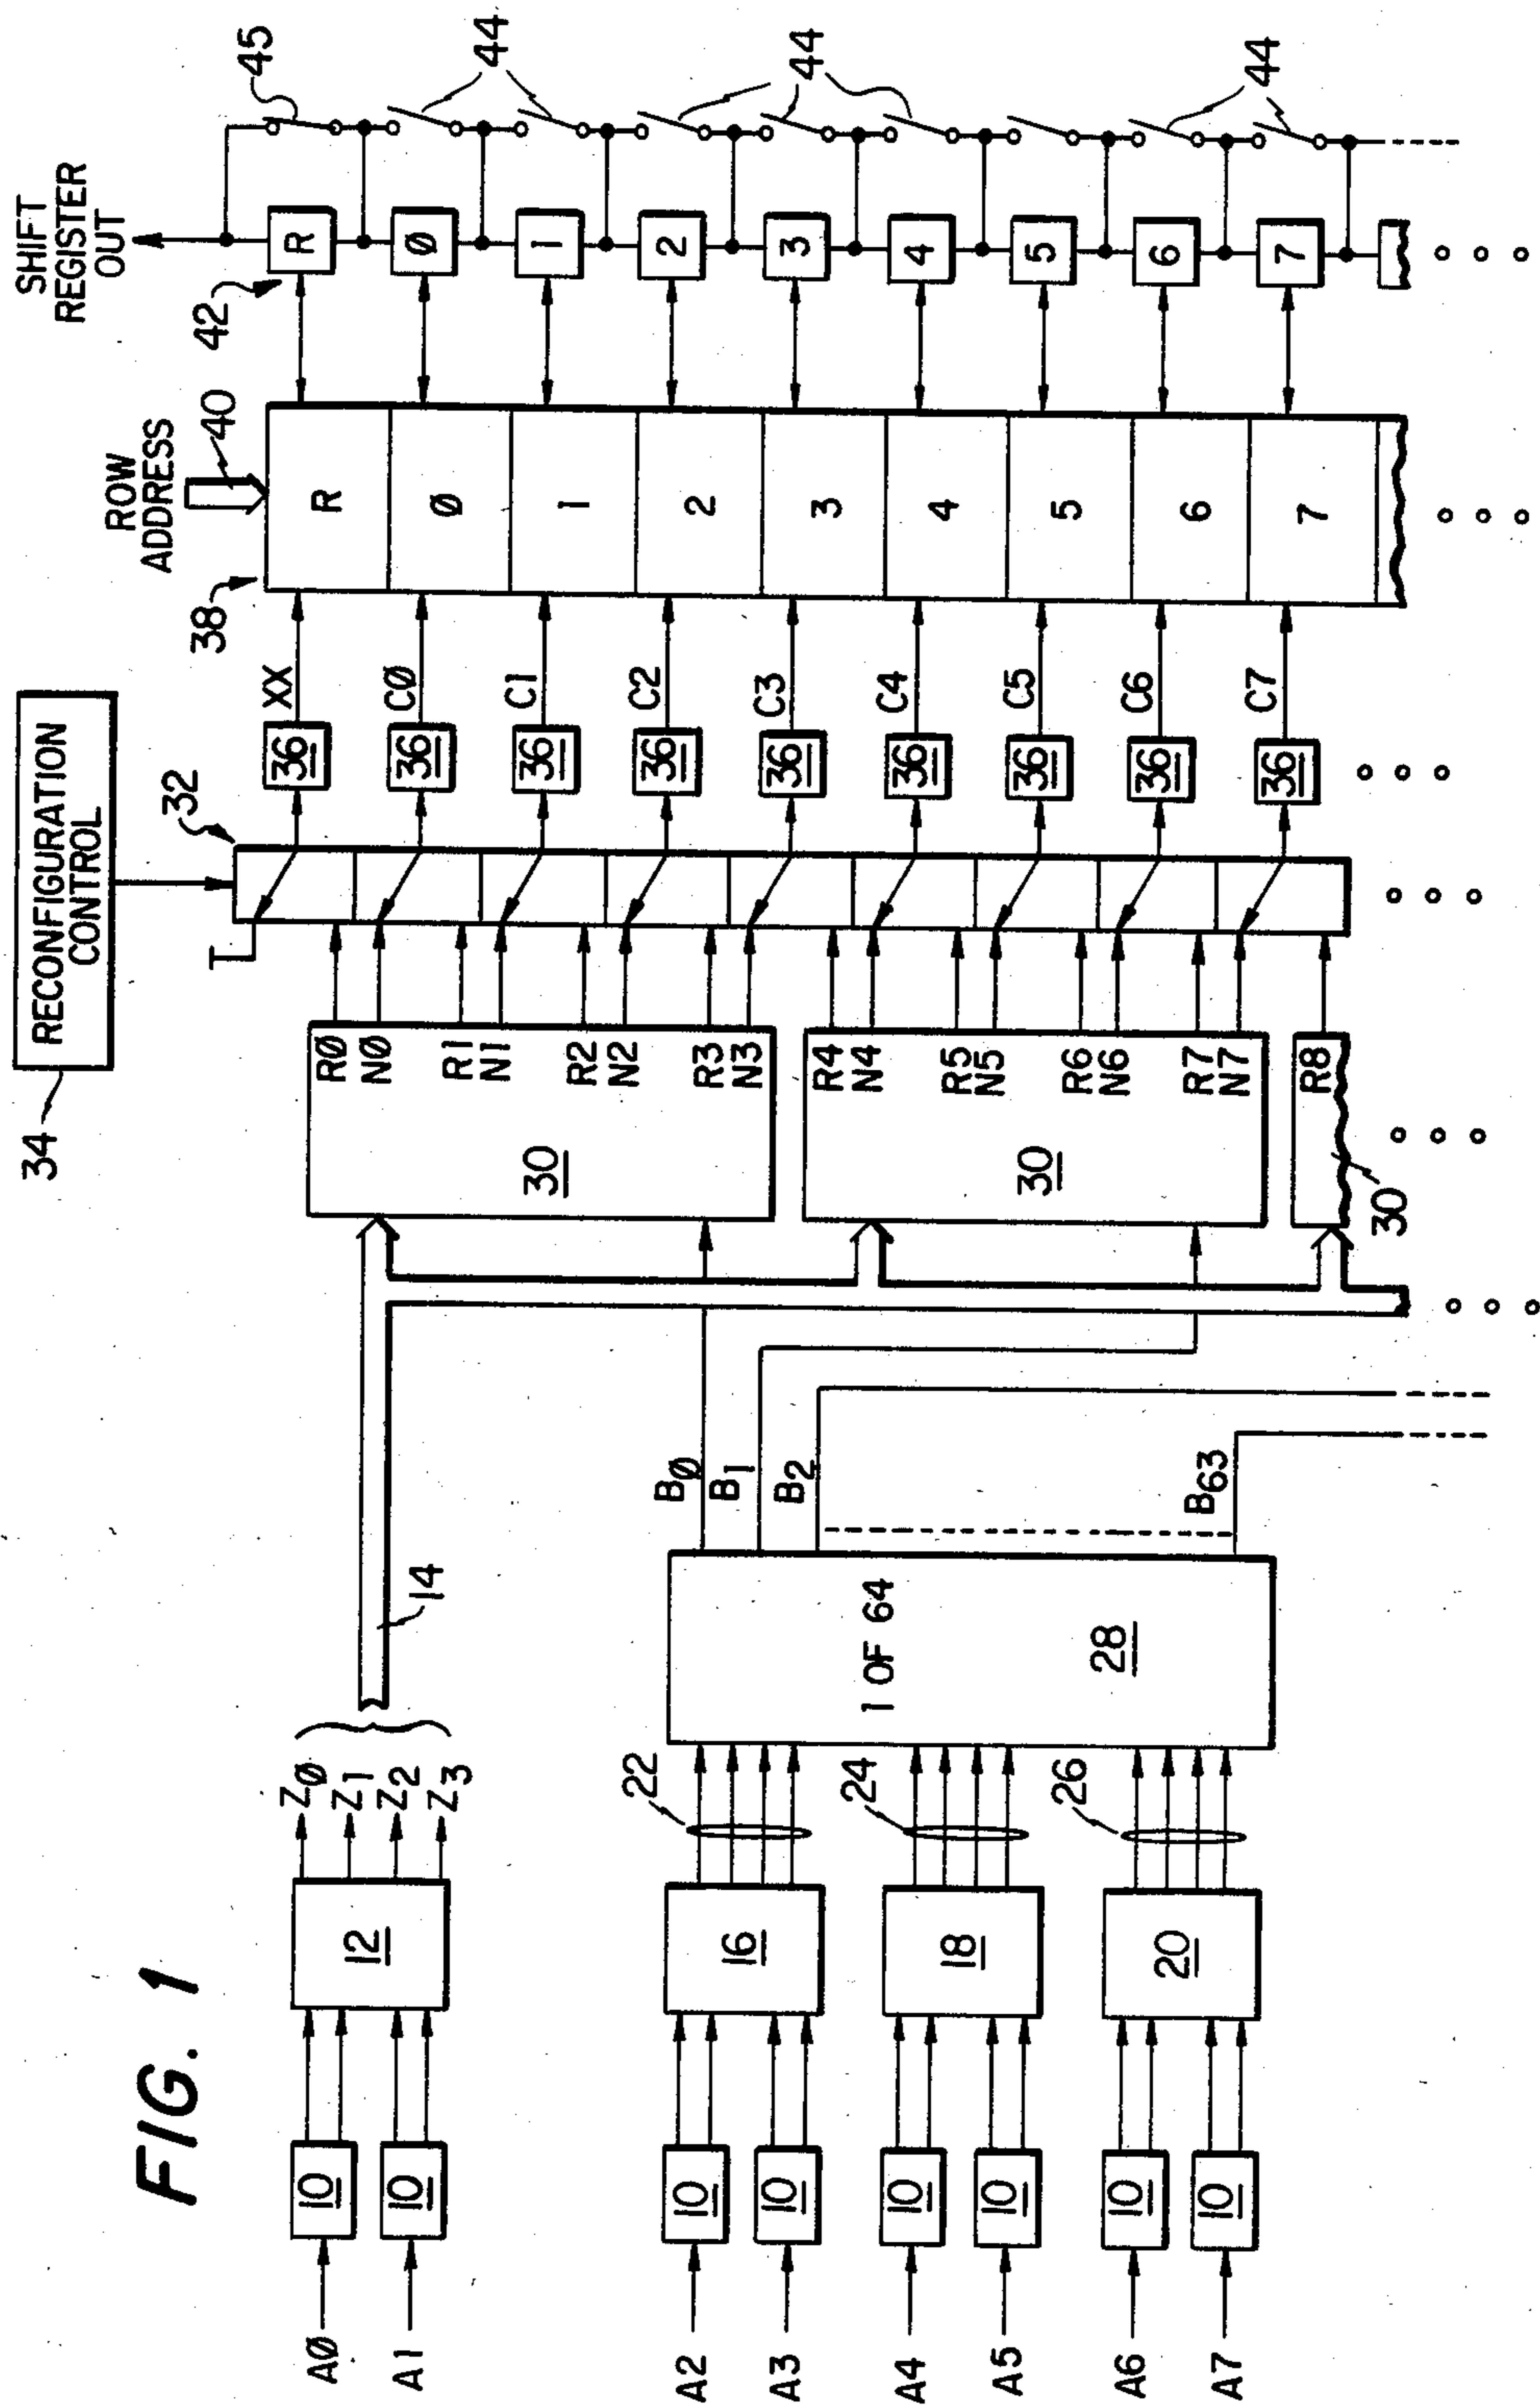 FIG. 1
A0
A1
A2
A3
A4
A5
A6
A7
10
10
10
10
10
10
10
10
12
16
18
20
ZØ
Z1
Z2
Z3
14
22
24
26
1 OF 64
28
BØ
B1
B2
B63
34
RECONFIGURATION
CONTROL
30
RØ
NØ
R1
N1
R2
N2
R3
N3
30
R4
N4
R5
N5
R6
N6
R7
N7
30
R8
32
36
36
36
36
36
36
36
36
36
XX
CØ
C1
C2
C3
C4
C5
C6
C7
38
ROW
ADDRESS
40
R
Ø
1
2
3
4
5
6
7
42
SHIFT
REGISTER
OUT
R
Ø
1
2
3
4
5
6
7
45
44
44
44